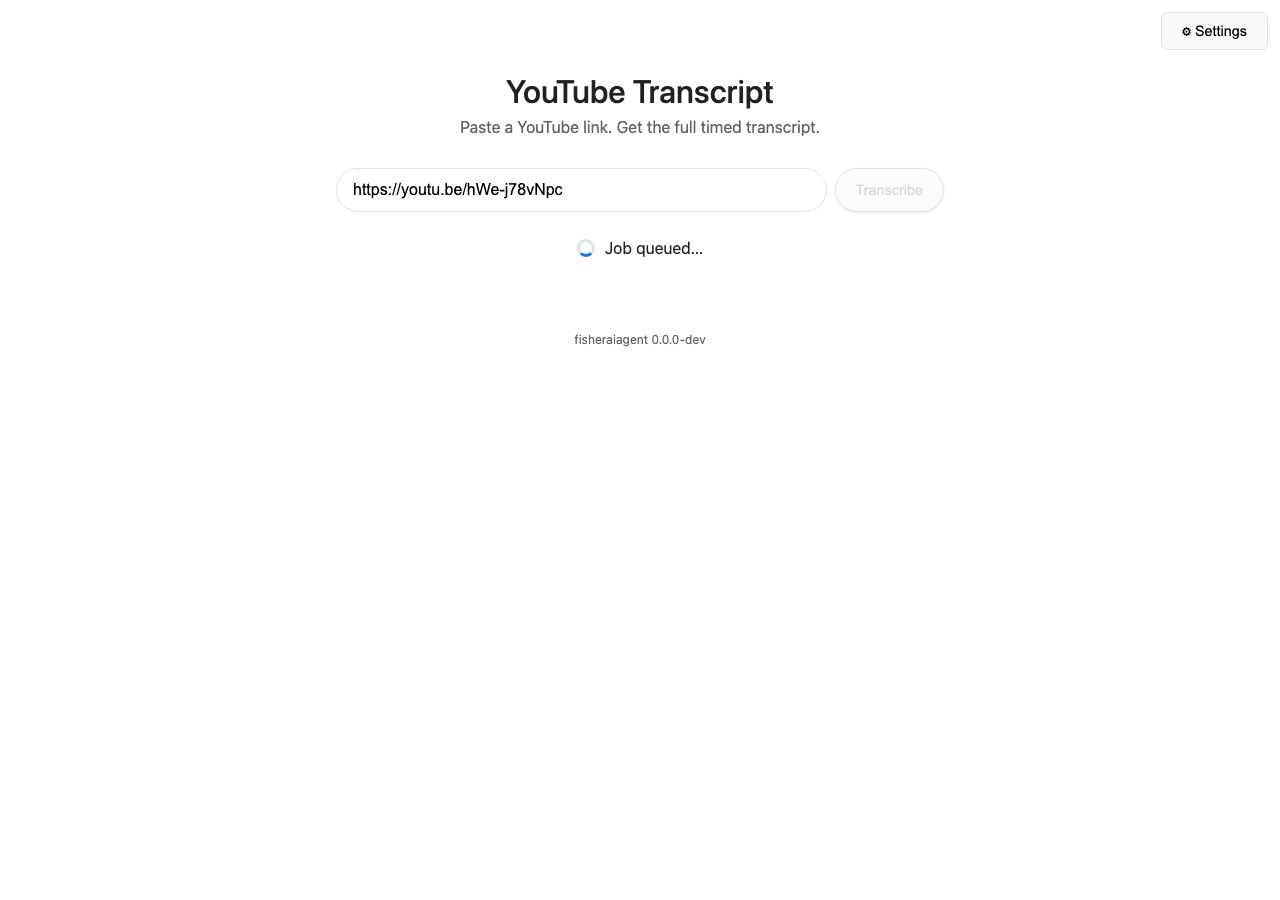 ⚙ Settings
YouTube Transcript
Paste a YouTube link. Get the full timed transcript.
https://youtu.be/hWe-j78vNpc
Transcribe
Job queued...
fisheraiagent 0.0.0-dev